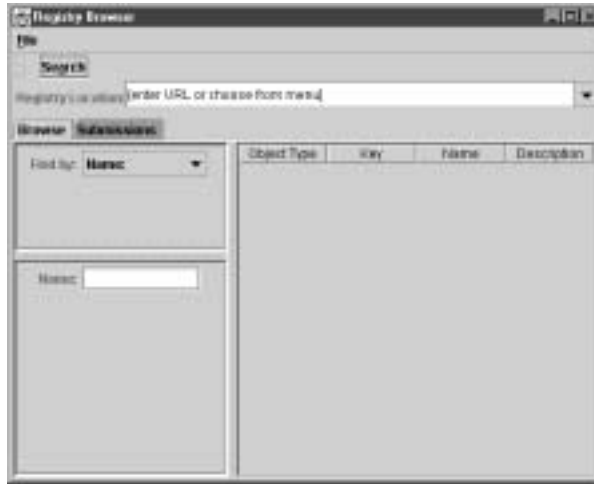 Registry Browser
File
Search
Registry Location: (enter URL or choose from menu)
Browse Submissions
Find by: Name:
Object Type Key Name Description
Name: